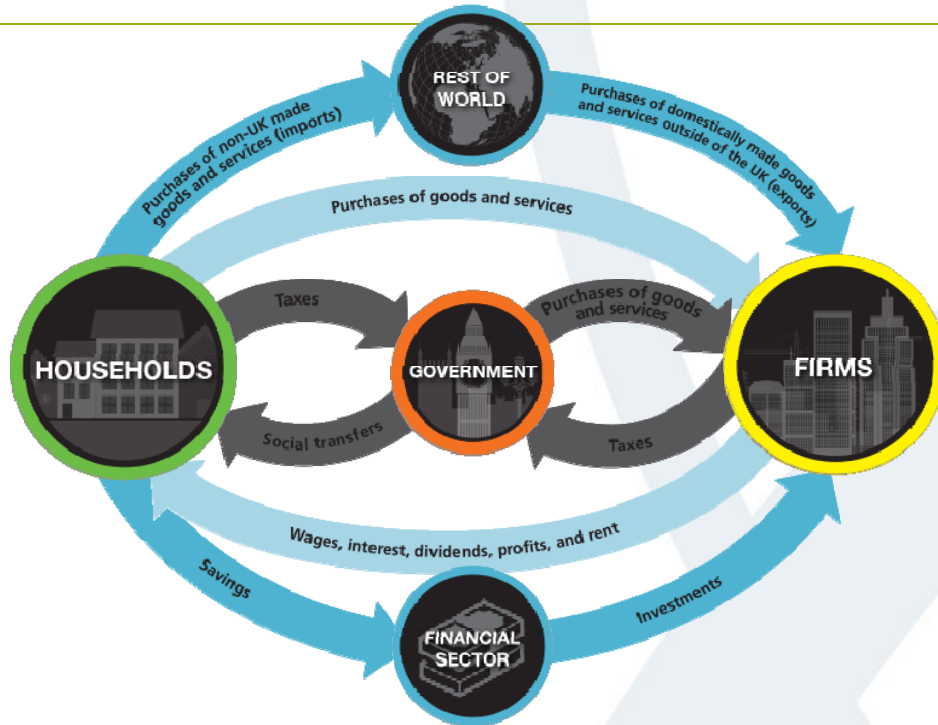 REST OF
WORLD
Purchases of non-UK made
goods and services (imports)
Purchases of domestically made goods
and services outside of the UK (exports)
Purchases of goods and services
Taxes
Purchases of goods
and services
HOUSEHOLDS
GOVERNMENT
FIRMS
Social transfers
Taxes
Wages, interest, dividends, profits, and rent
Savings
Investments
FINANCIAL
SECTOR